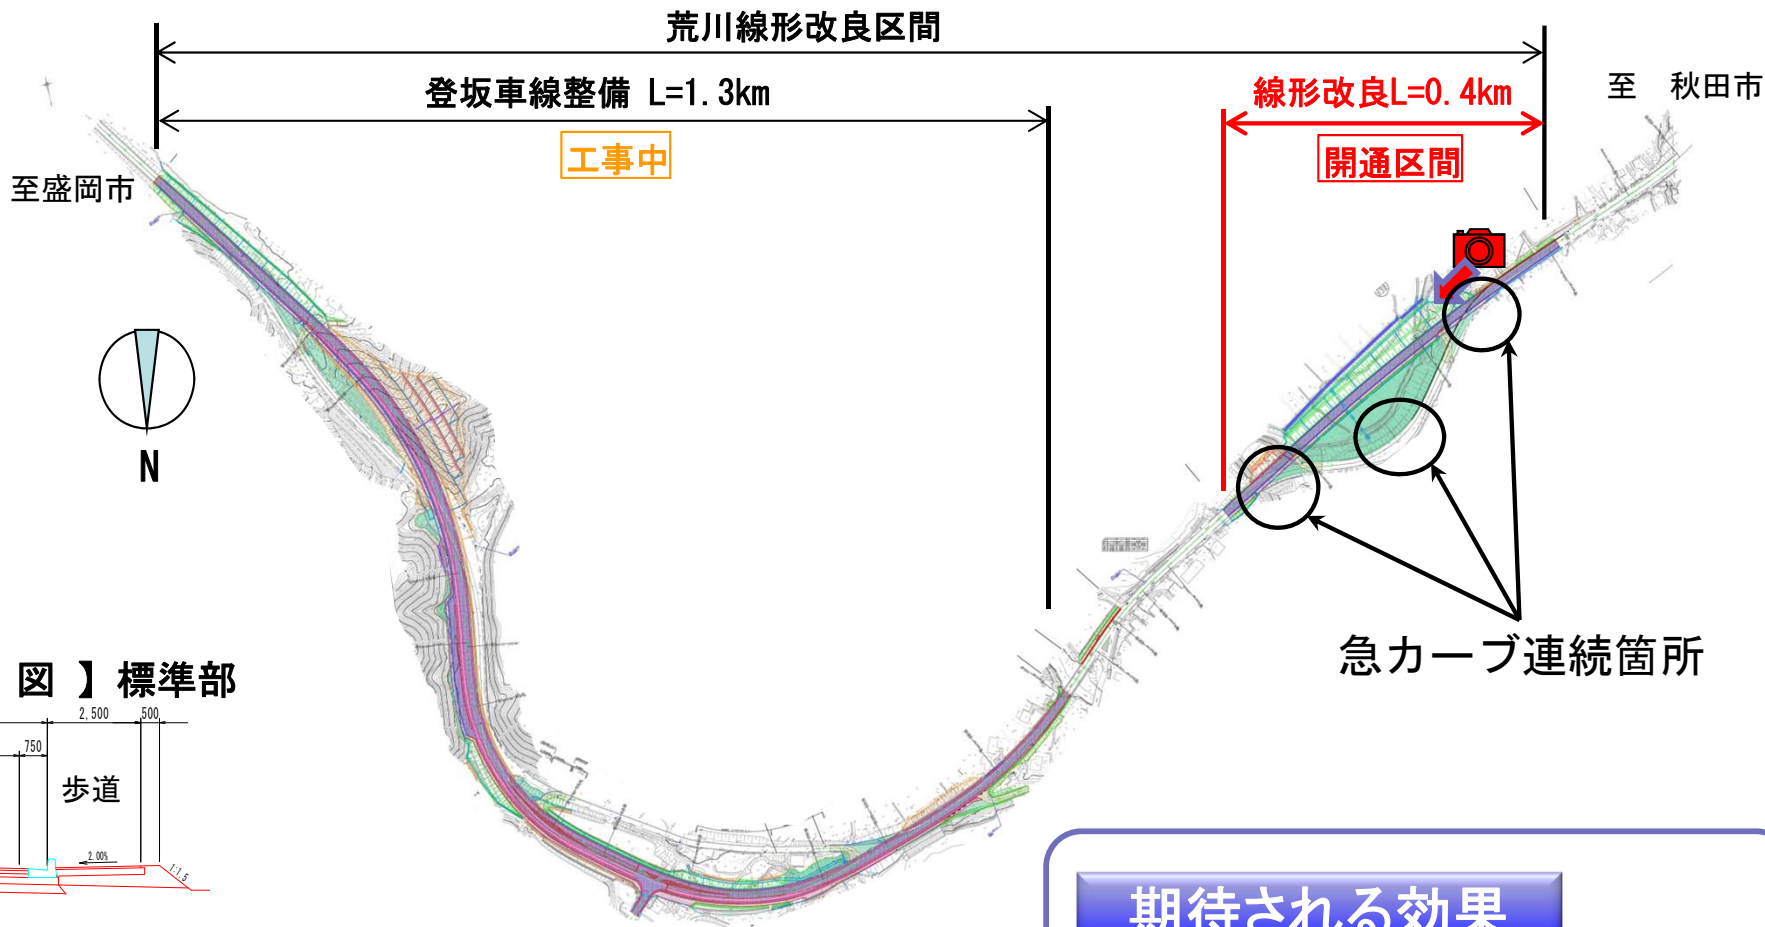 荒川線形改良区間
登坂車線整備 L=1.3km
線形改良L=0.4km
至 秋田市
工事中
開通区間
至盛岡市
N
急カーブ連続箇所
図 】標準部
2,500
500
750
歩道
2.00%
1:1.5
期待される効果